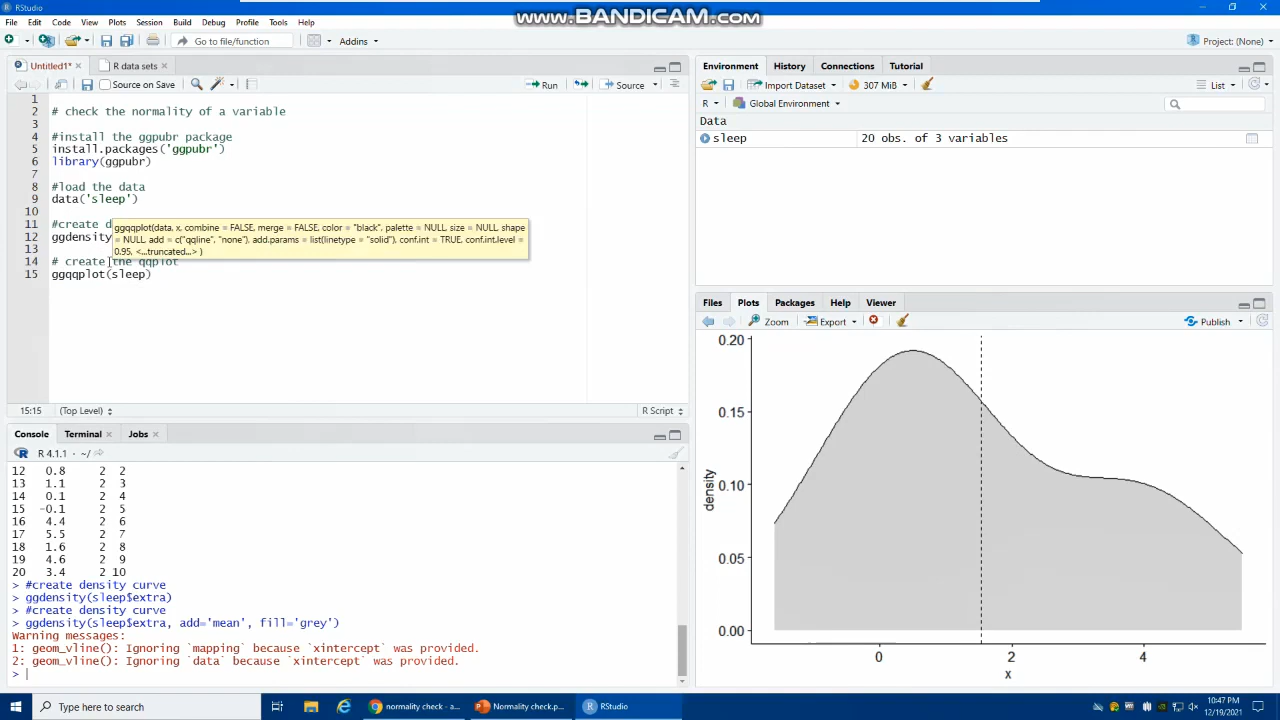 RStudio
www.BANDICAM.com
File Edit Code View Plots Session Build Debug Profile Tools Help
Go to file/function Addins Project: (None)
Untitled1* R data sets
Source on Save Run Source
1
2 # check the normality of a variable
3
4 #install the ggpubr package
5 install.packages('ggpubr')
6 library(ggpubr)
7
8 #load the data
9 data('sleep')
10
11 #create d
12 ggdensity
13
14 # create the qqplot
15 ggqqplot(sleep)
ggqqplot(data, x, combine = FALSE, merge = FALSE, color = "black", palette = NULL, size = NULL, shape
= NULL, add = c("qqline", "none"), add.params = list(linetype = "solid"), conf.int = TRUE, conf.int.level =
0.95, <...truncated...> )
15:15 (Top Level) R Script
Console Terminal Jobs
R 4.1.1 · ~/
12 0.8 2 2
13 1.1 2 3
14 0.1 2 4
15 -0.1 2 5
16 4.4 2 6
17 5.5 2 7
18 1.6 2 8
19 4.6 2 9
20 3.4 2 10
> #create density curve
> ggdensity(sleep$extra)
> #create density curve
> ggdensity(sleep$extra, add='mean', fill='grey')
Warning messages:
1: geom_vline(): Ignoring `mapping` because `xintercept` was provided.
2: geom_vline(): Ignoring `data` because `xintercept` was provided.
>
Environment History Connections Tutorial
Import Dataset 307 MiB List
R Global Environment
Data
sleep 20 obs. of 3 variables
Files Plots Packages Help Viewer
Zoom Export Publish
0.20
0.15
0.10
0.05
0.00
density
0 2 4
x
Type here to search
normality check - a...
Normality check.p...
RStudio
10:47 PM
12/19/2021